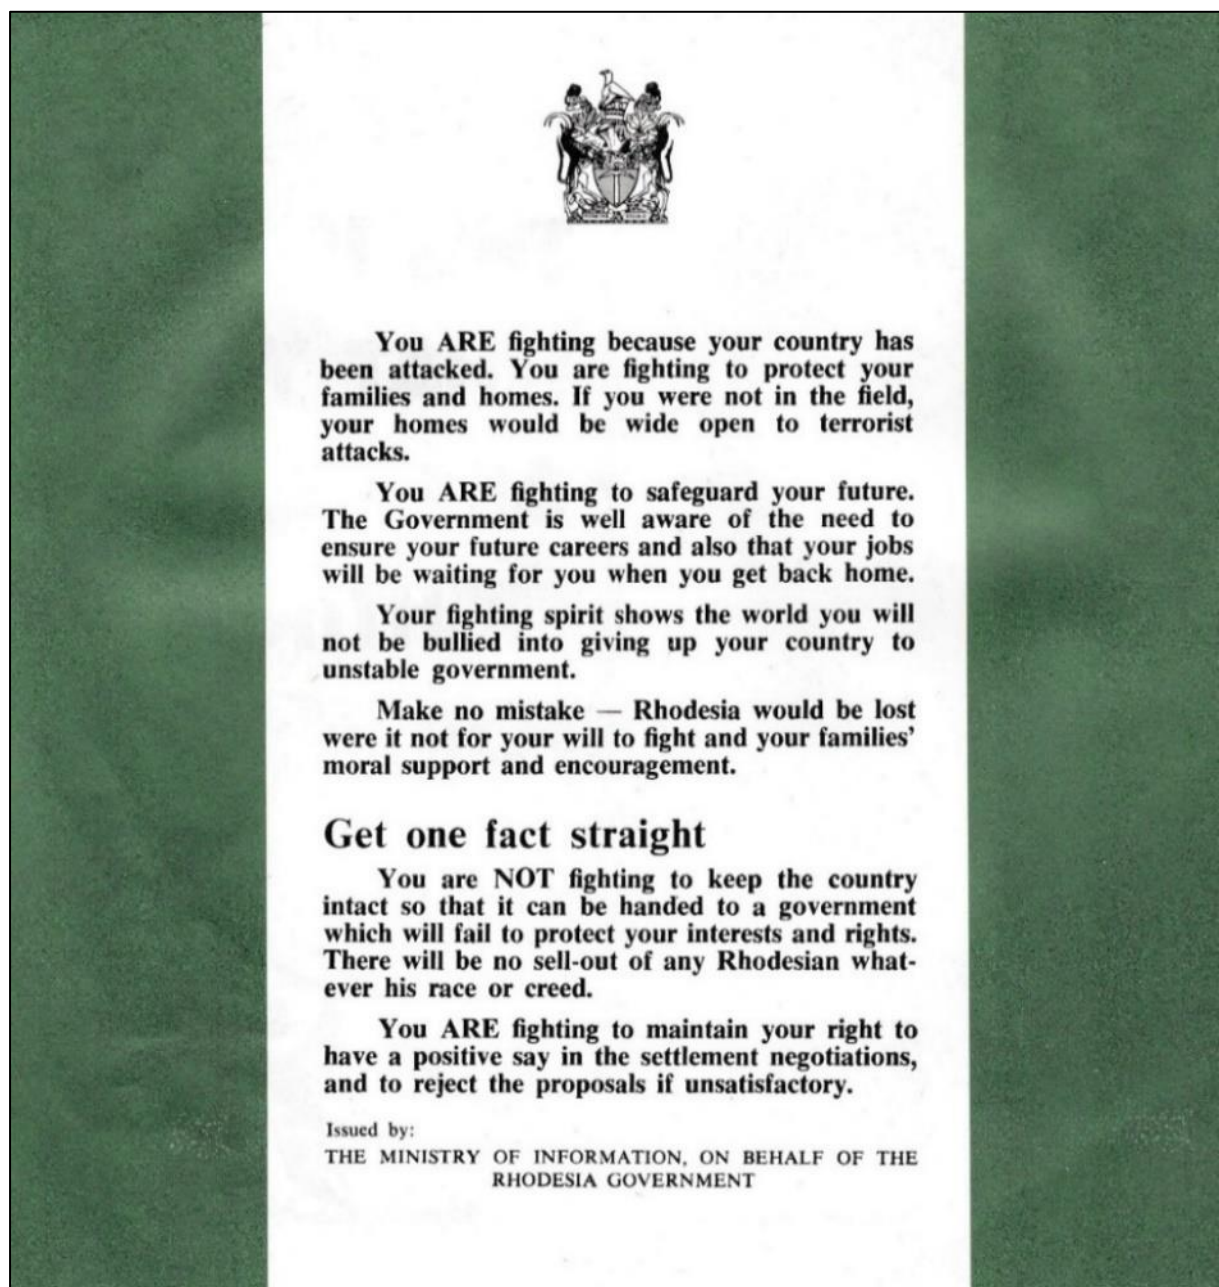 You ARE fighting because your country has
been attacked. You are fighting to protect your
families and homes. If you were not in the field,
your homes would be wide open to terrorist
attacks.
You ARE fighting to safeguard your future.
The Government is well aware of the need to
ensure your future careers and also that your jobs
will be waiting for you when you get back home.
Your fighting spirit shows the world you will
not be bullied into giving up your country to
unstable government.
Make no mistake — Rhodesia would be lost
were it not for your will to fight and your families'
moral support and encouragement.
Get one fact straight
You are NOT fighting to keep the country
intact so that it can be handed to a government
which will fail to protect your interests and rights.
There will be no sell-out of any Rhodesian what-
ever his race or creed.
You ARE fighting to maintain your right to
have a positive say in the settlement negotiations,
and to reject the proposals if unsatisfactory.
Issued by:
THE MINISTRY OF INFORMATION, ON BEHALF OF THE
RHODESIA GOVERNMENT